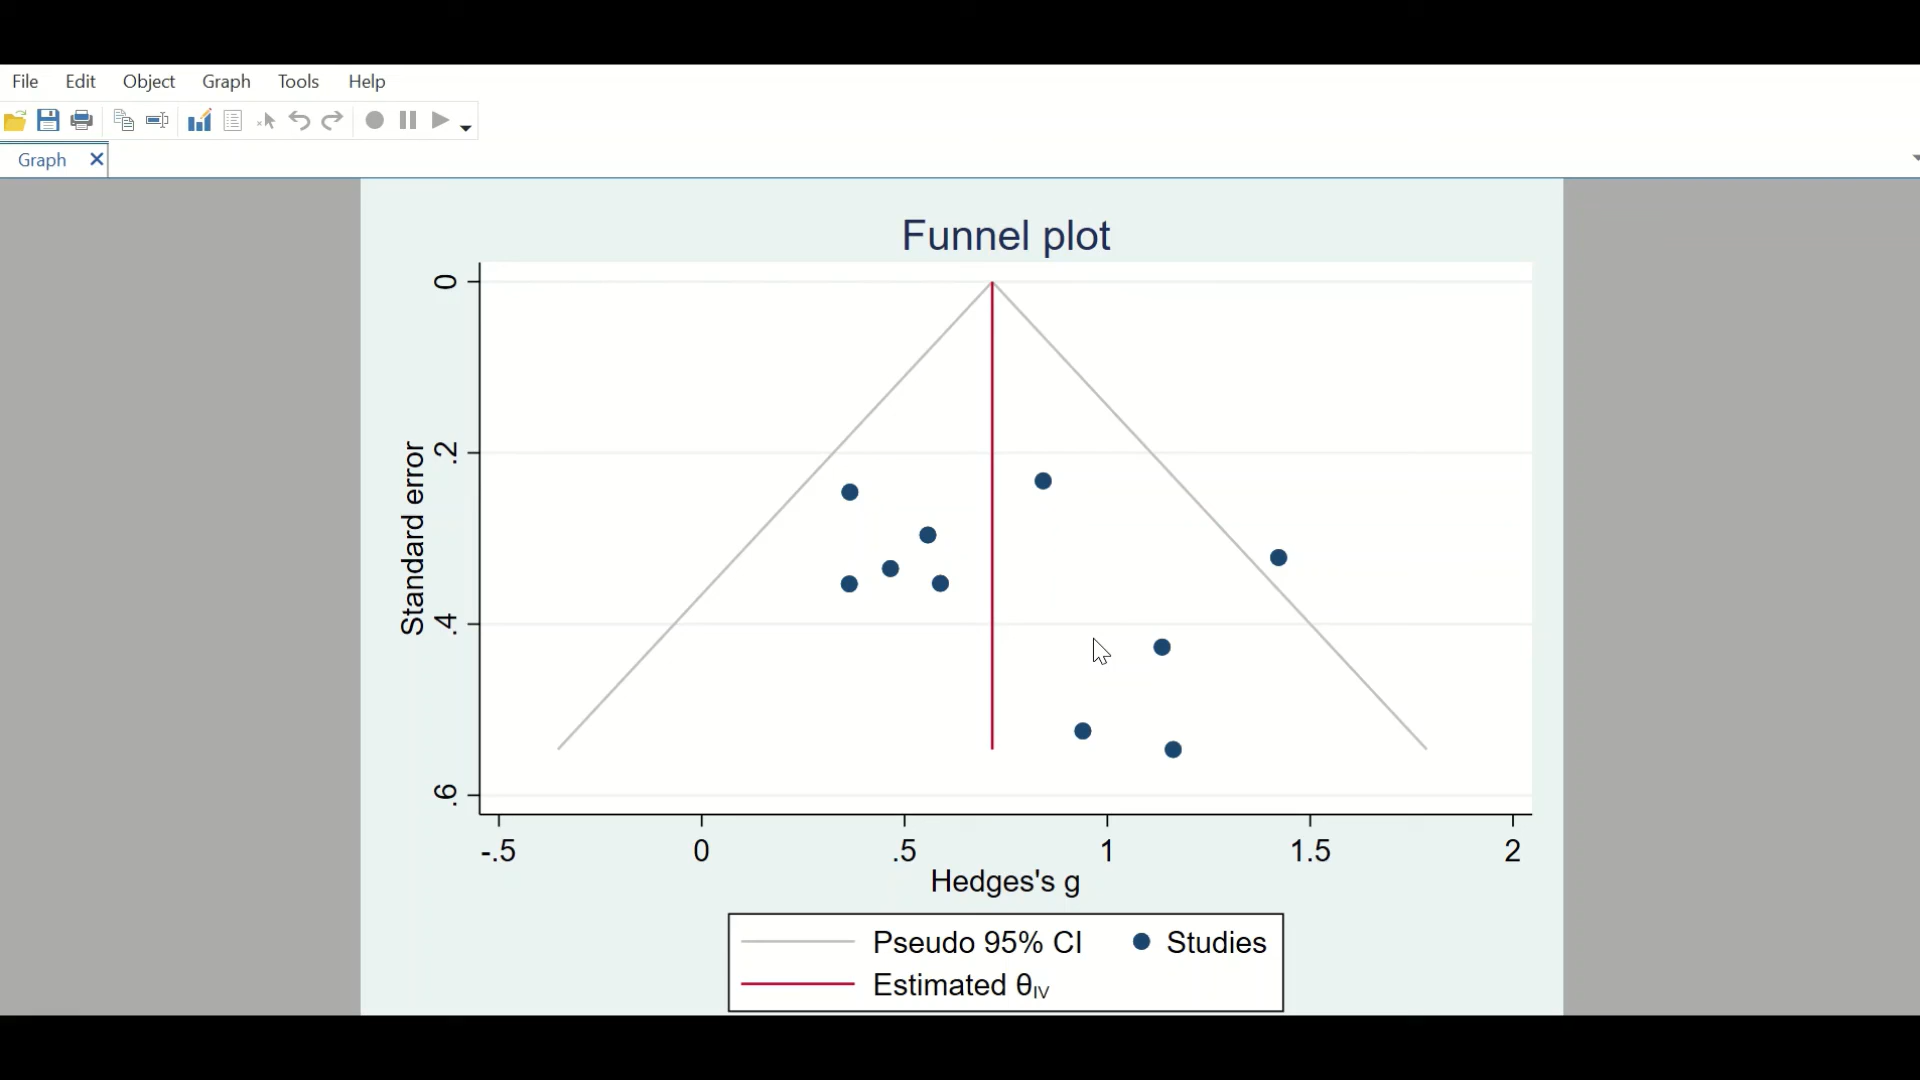 File Edit Object Graph Tools Help
Graph
Funnel plot
0
.2
.4
.6
Standard error
-.5 0 .5 1 1.5 2
Hedges's g
Pseudo 95% CI Studies
Estimated θIV